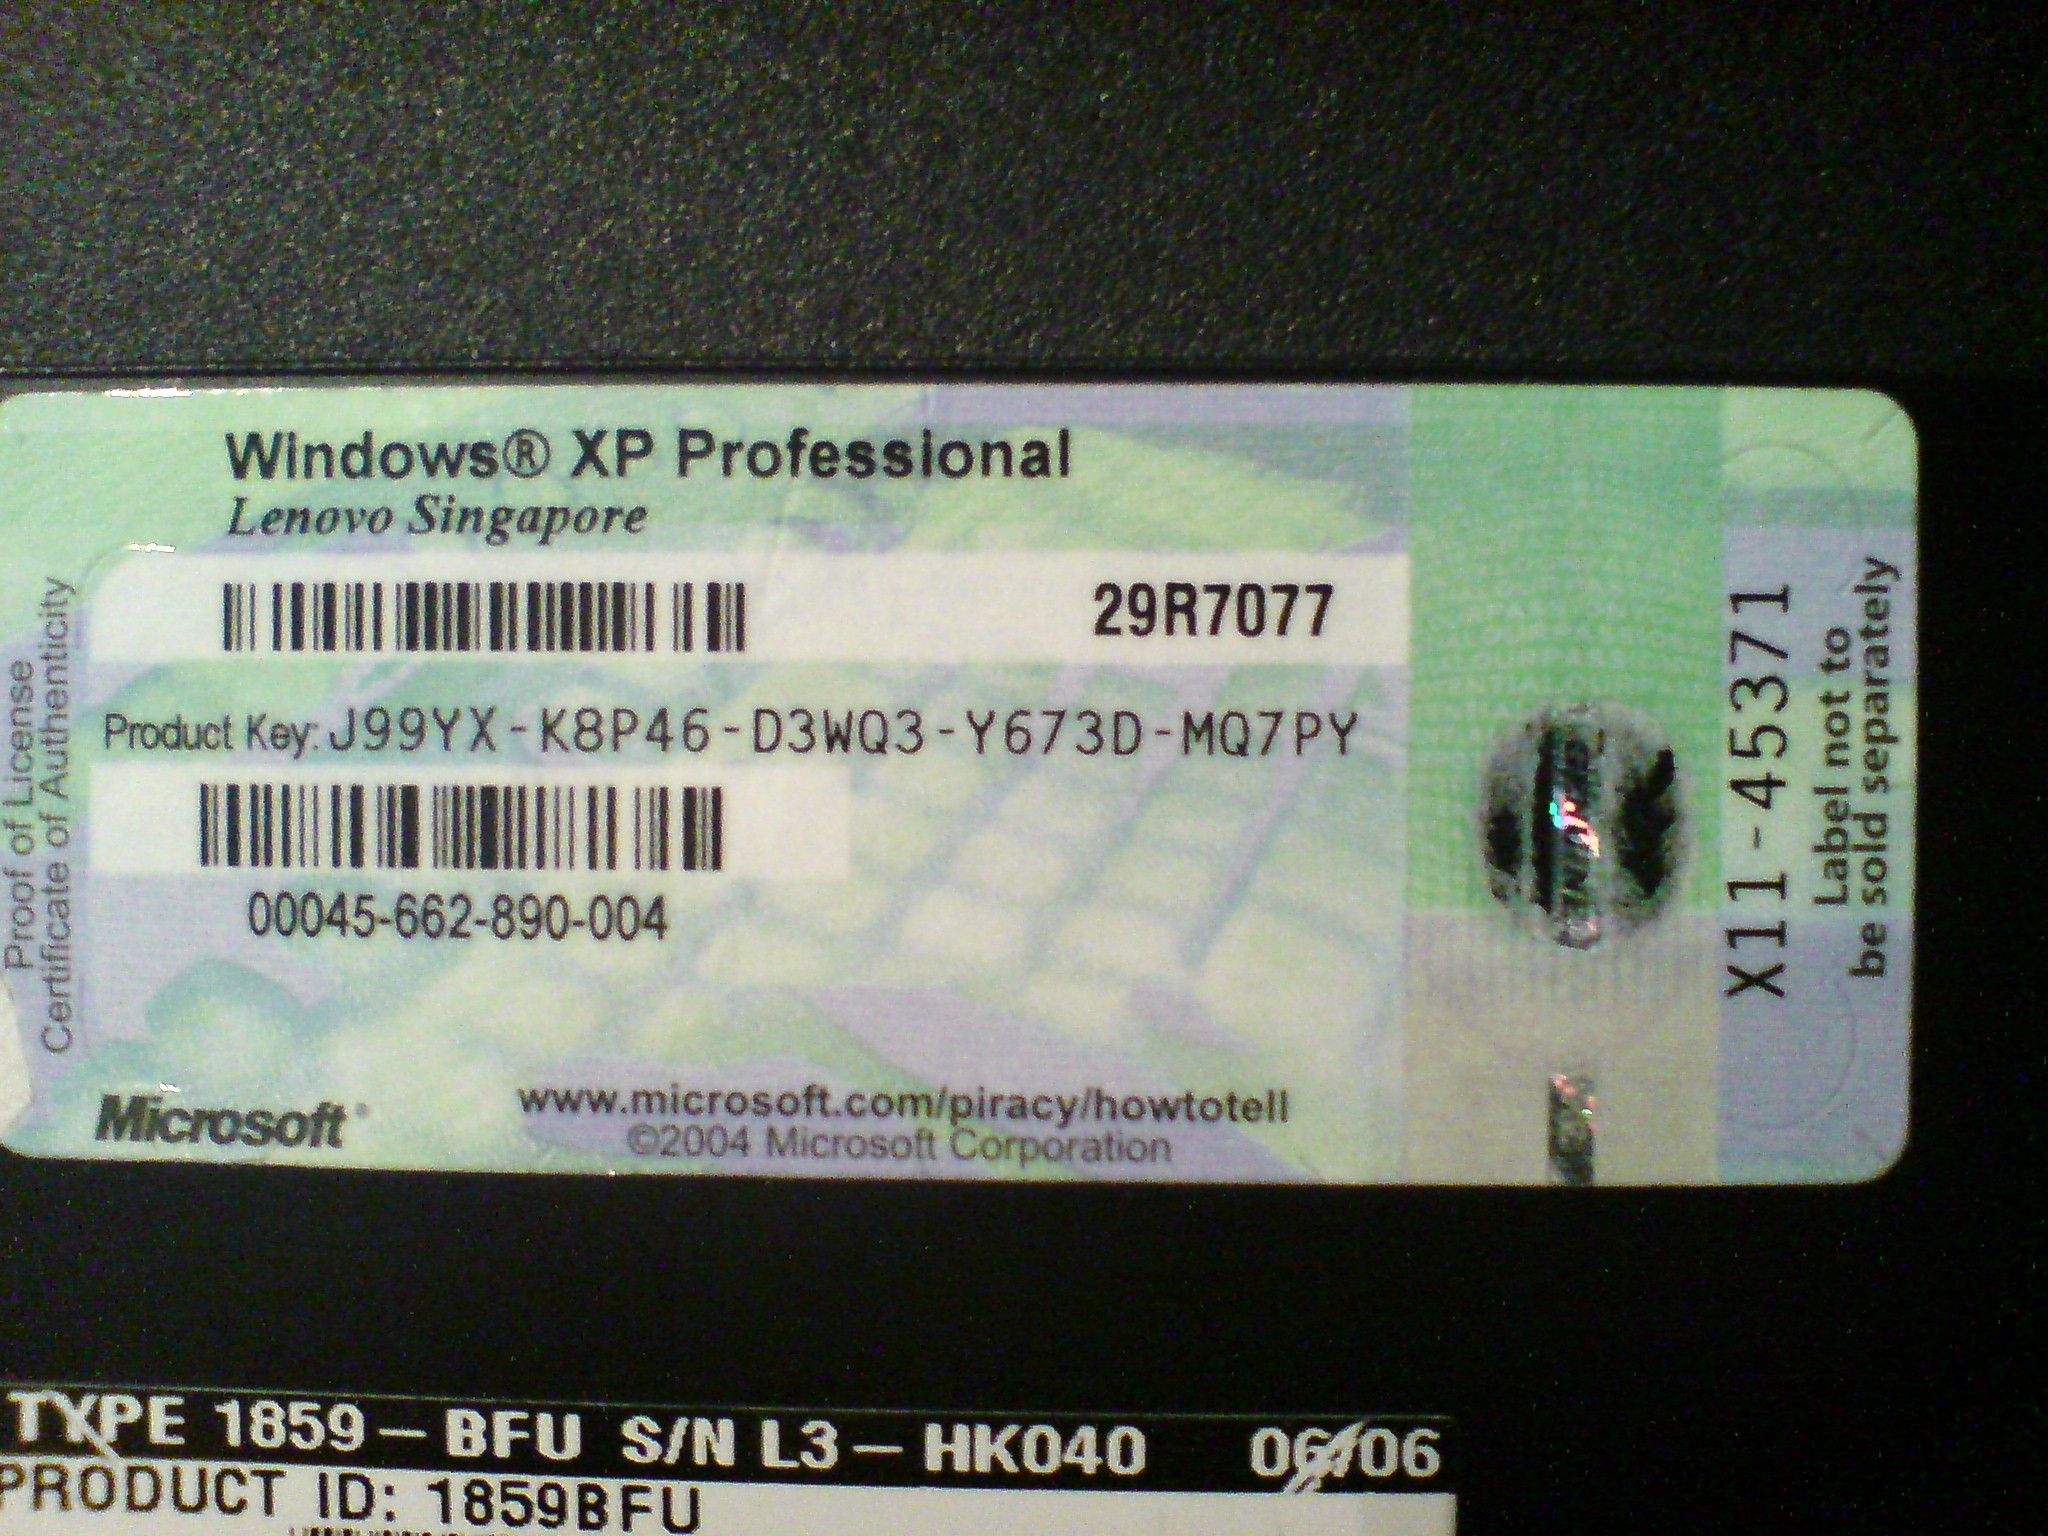 Windows® XP Professional
Lenovo Singapore
29R7077
Product Key: J99YX-K8P46-D3WQ3-Y673D-MQ7PY
00045-662-890-004
Proof of License
Certificate of Authenticity
Microsoft®
www.microsoft.com/piracy/howtotell
©2004 Microsoft Corporation
X11-45371
Label not to
be sold separately
TYPE 1859-BFU S/N L3-HK040 06/06
PRODUCT ID: 1859BFU